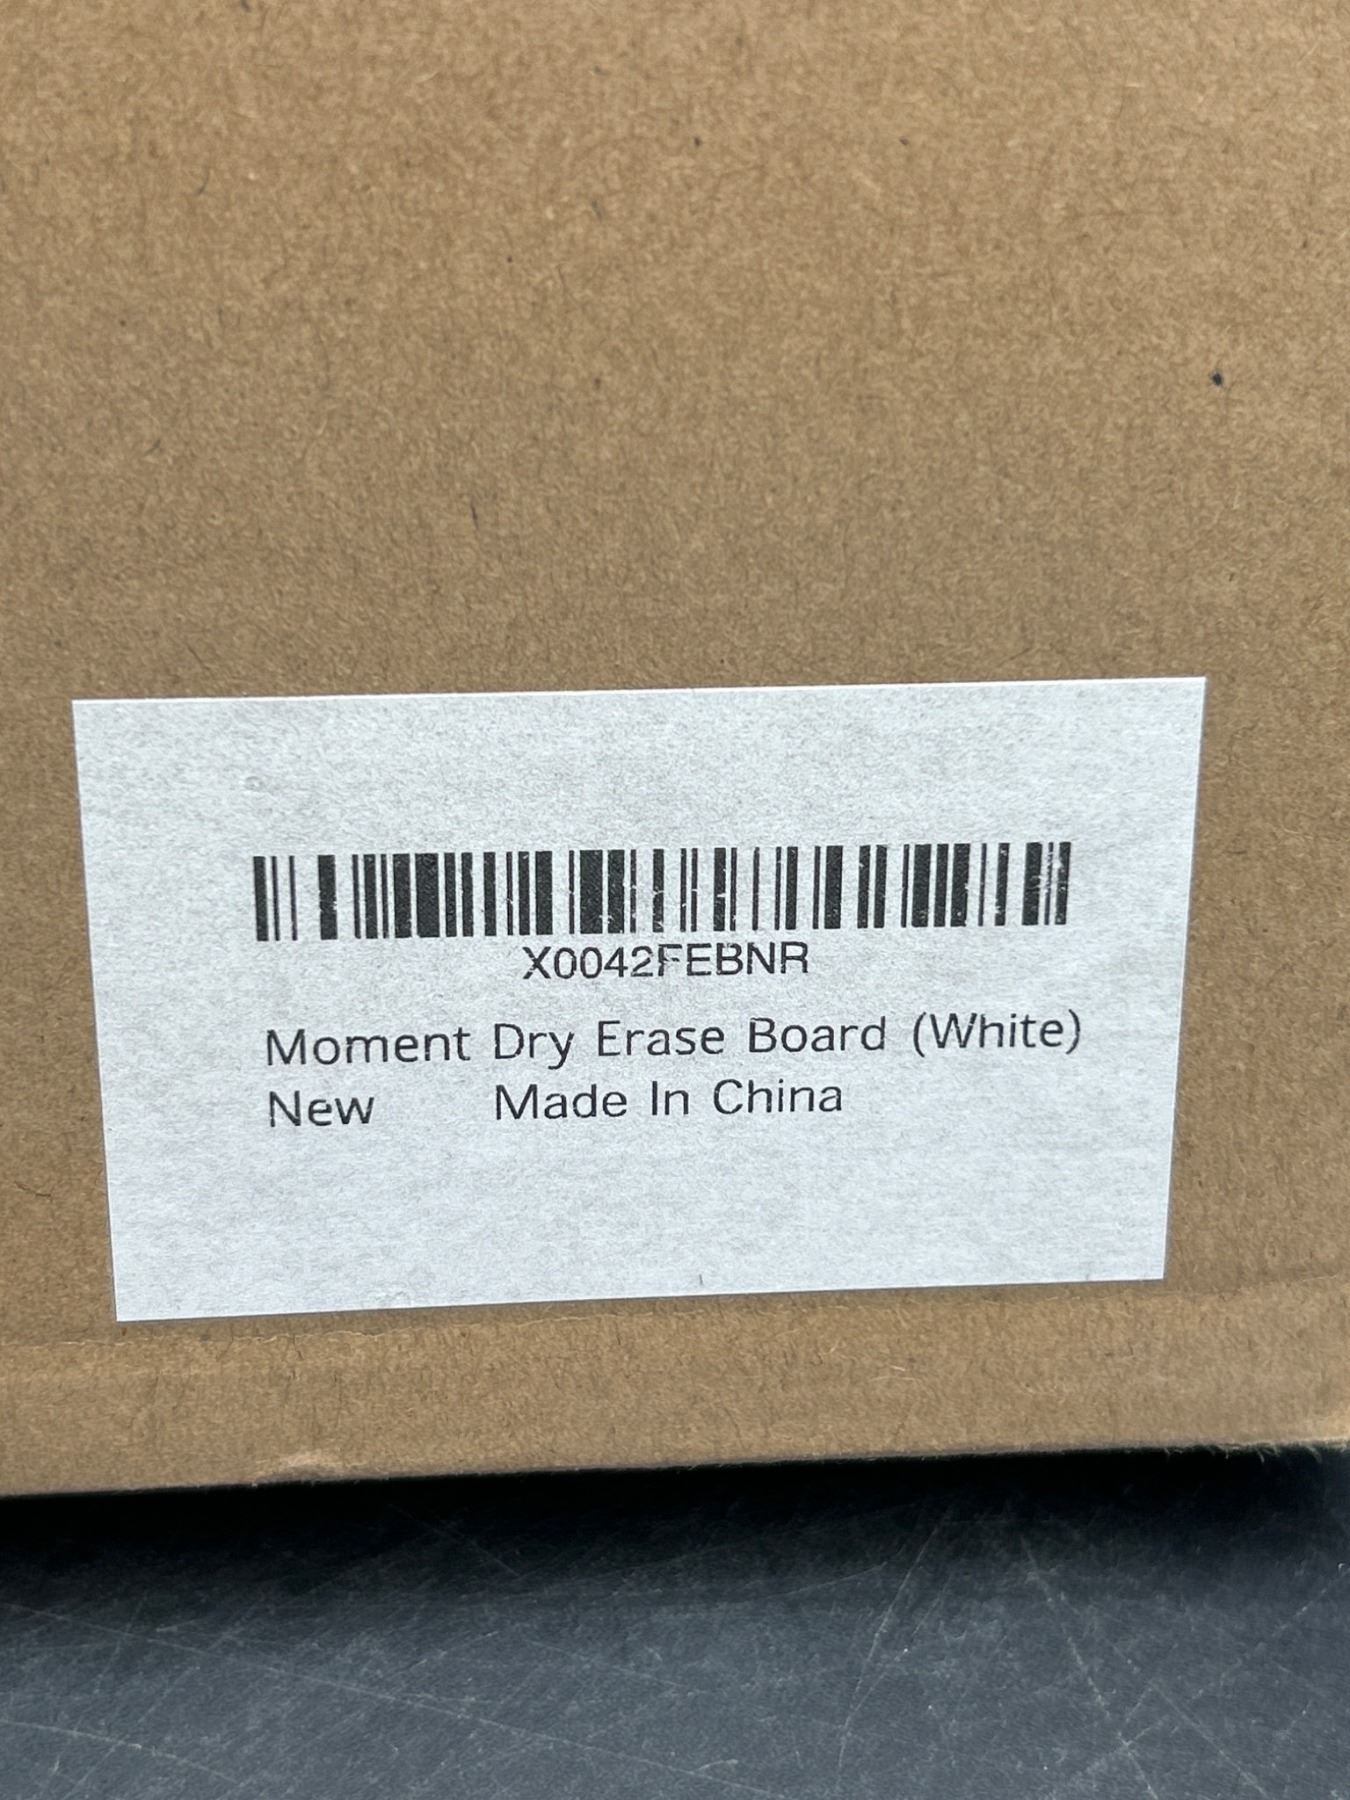 X0042FEBNR
Moment Dry Erase Board (White)
New Made In China